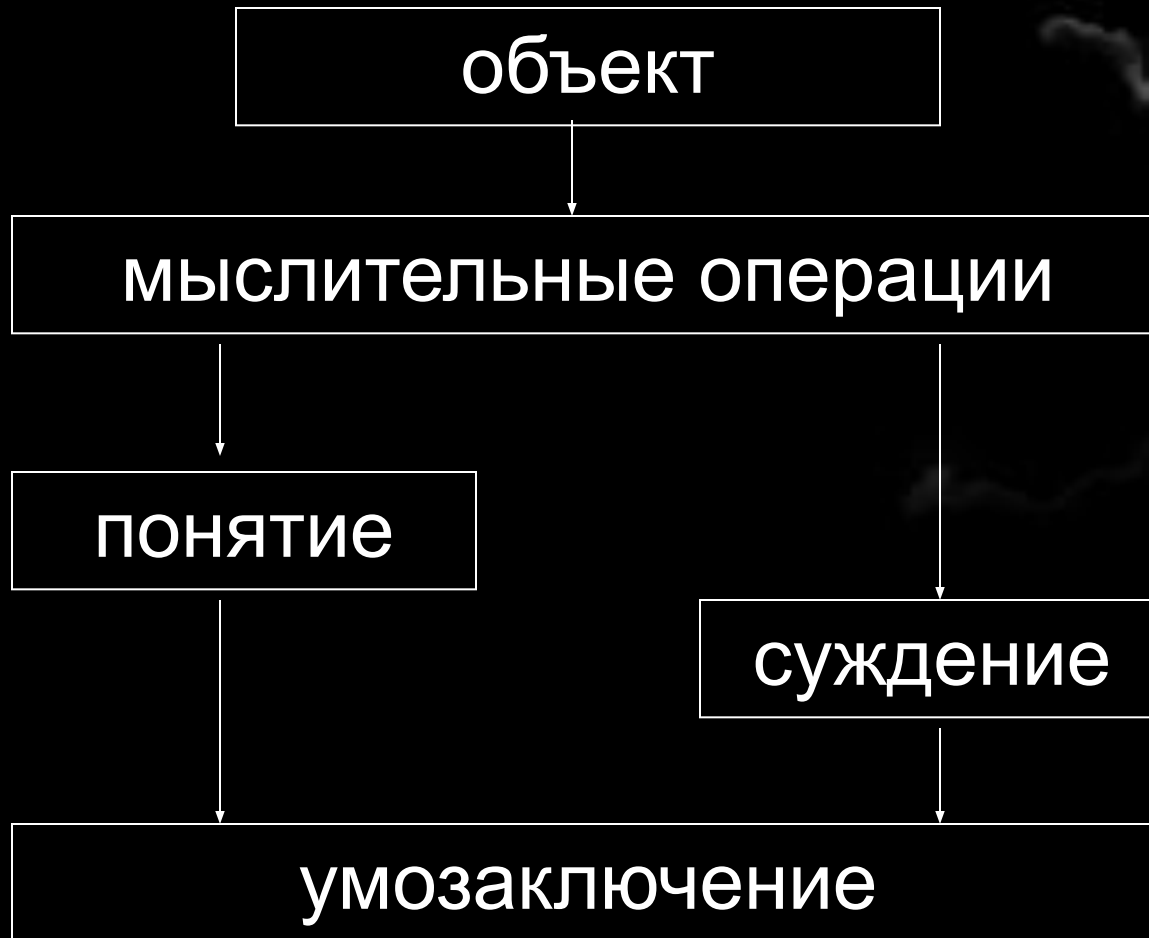 объект
мыслительные операции
понятие
суждение
умозаключение